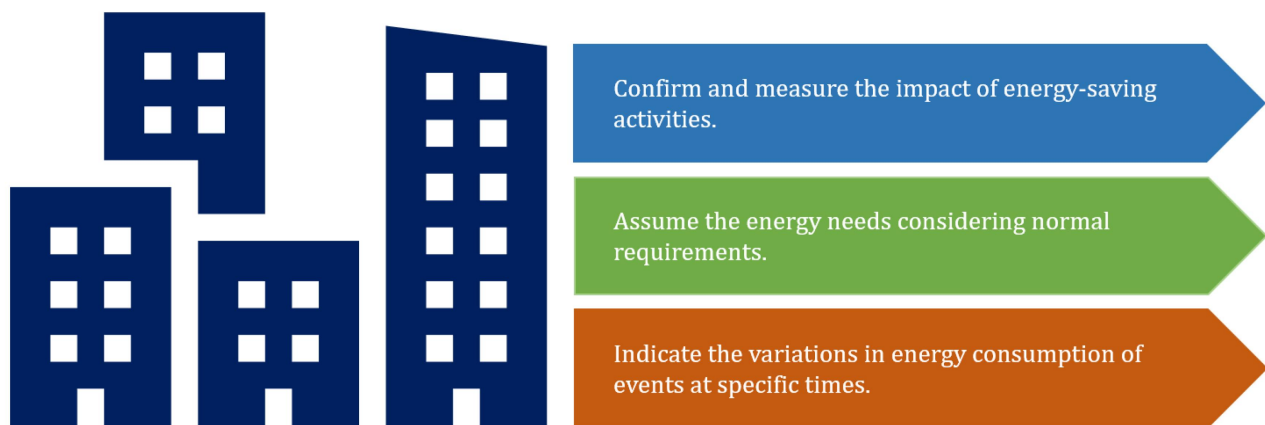 Confirm and measure the impact of energy-saving
activities.
Assume the energy needs considering normal
requirements.
Indicate the variations in energy consumption of
events at specific times.